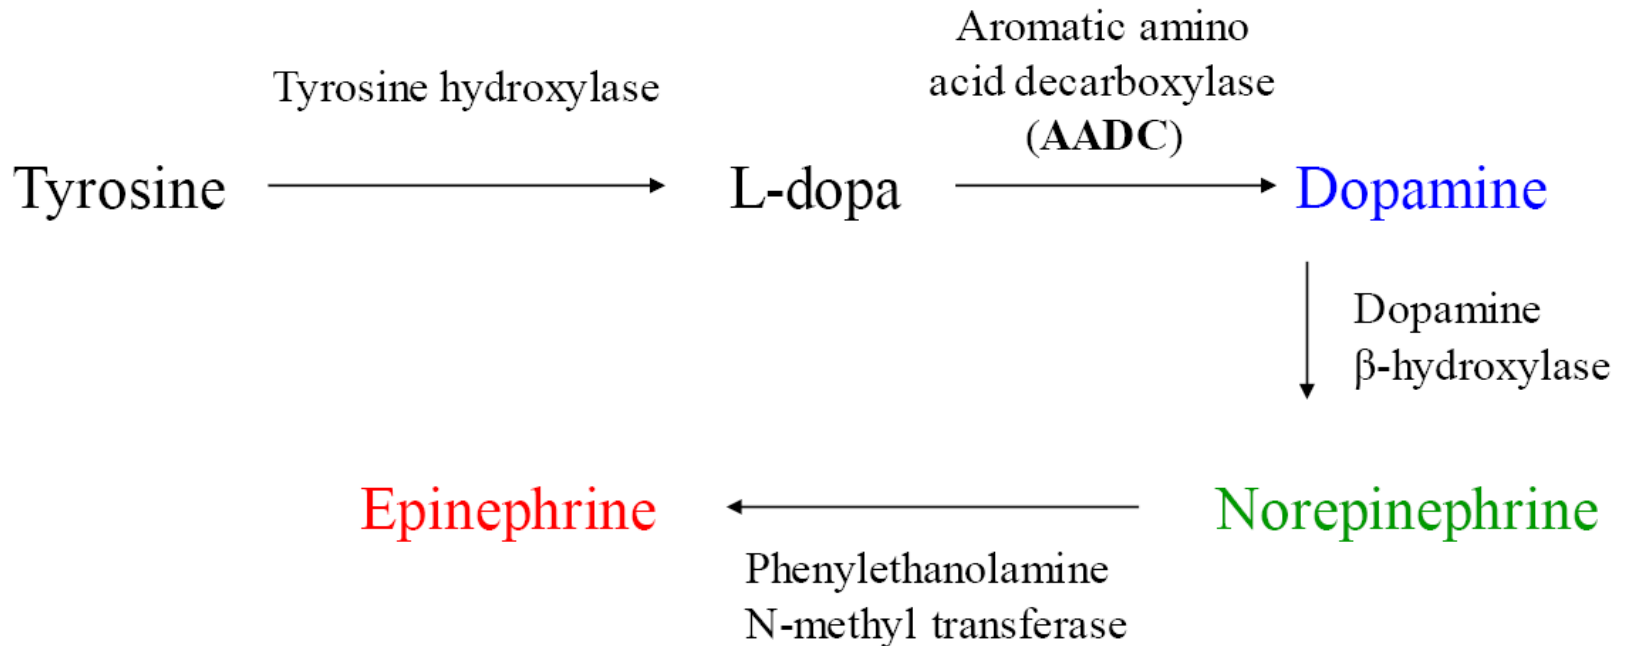 Tyrosine hydroxylase
Aromatic amino
acid decarboxylase
(AADC)
Tyrosine
L-dopa
Dopamine
Dopamine
β-hydroxylase
Norepinephrine
Epinephrine
Phenylethanolamine
N-methyl transferase